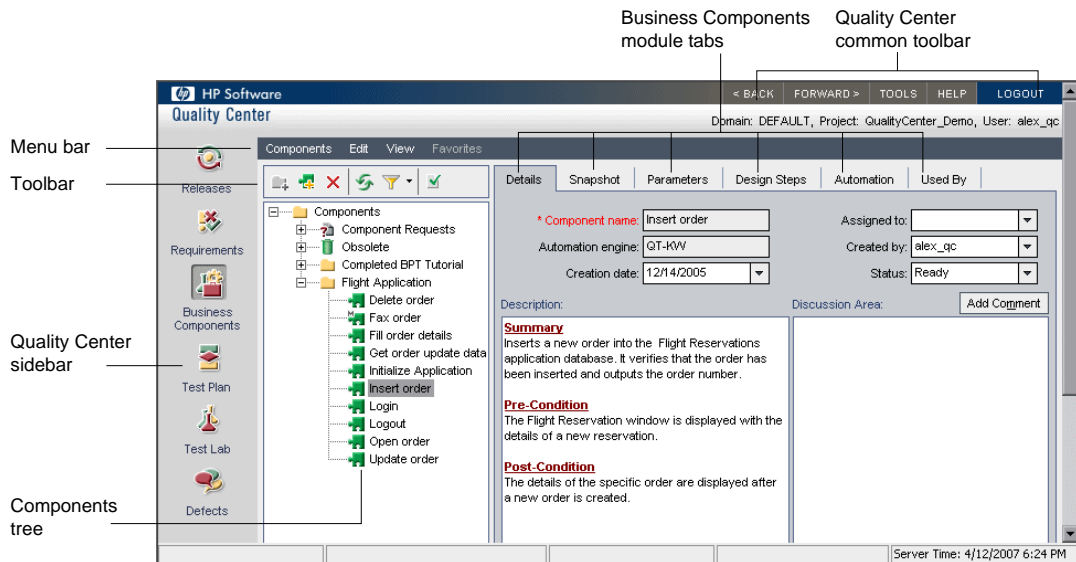 Business Components
module tabs
Quality Center
common toolbar
hp HP Software
< BACK FORWARD > TOOLS HELP LOGOUT
Quality Center
Domain: DEFAULT, Project: QualityCenter_Demo, User: alex_qc
Menu bar
Components Edit View Favorites
Toolbar
Details Snapshot Parameters Design Steps Automation Used By
Releases
Components
Component Requests
Obsolete
Completed BPT Tutorial
Flight Application
Delete order
Fax order
Fill order details
Get order update data
Initialize Application
Insert order
Login
Logout
Open order
Update order
* Component name: Insert order
Assigned to:
Automation engine: QT-KW
Created by: alex_qc
Creation date: 12/14/2005
Status: Ready
Requirements
Business
Components
Quality Center
sidebar
Test Plan
Test Lab
Components
tree
Defects
Description:
Discussion Area:
Add Comment
Summary
Inserts a new order into the Flight Reservations
application database. It verifies that the order has
been inserted and outputs the order number.
Pre-Condition
The Flight Reservation window is displayed with the
details of a new reservation.
Post-Condition
The details of the specific order are displayed after
a new order is created.
Server Time: 4/12/2007 6:24 PM